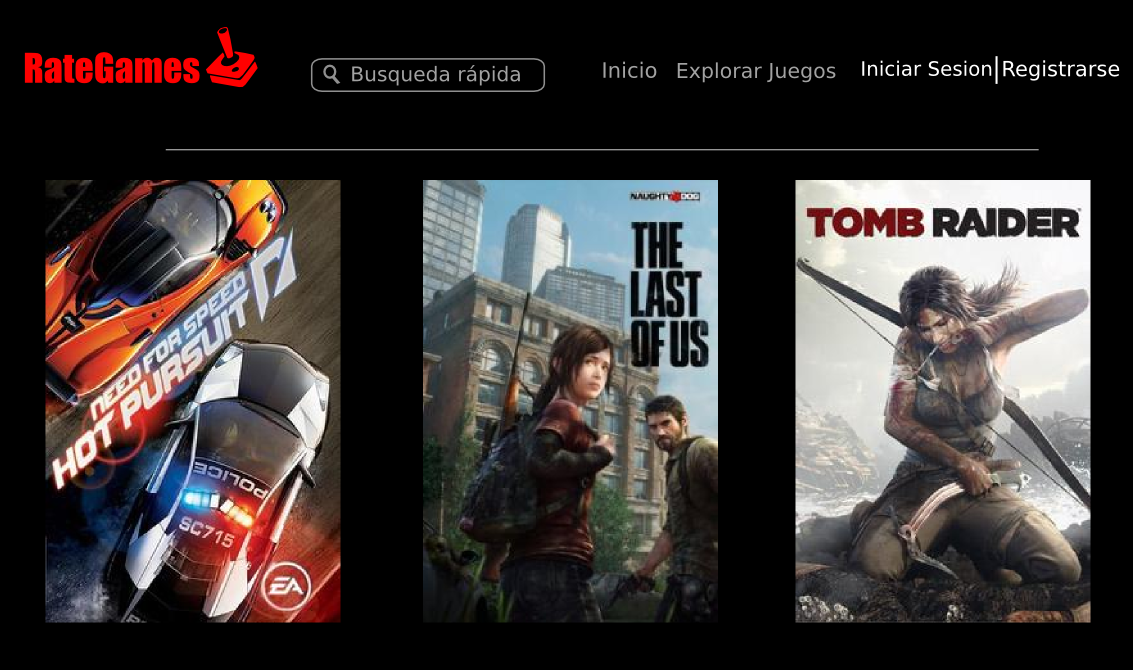 RateGames
Busqueda rápida
Inicio
Explorar Juegos
Iniciar Sesion|Registrarse
NEED FOR SPEED
HOT PURSUIT
POLICE
SC715
EA
NAUGHTY DOG
THE
LAST
OF US
TOMB RAIDER